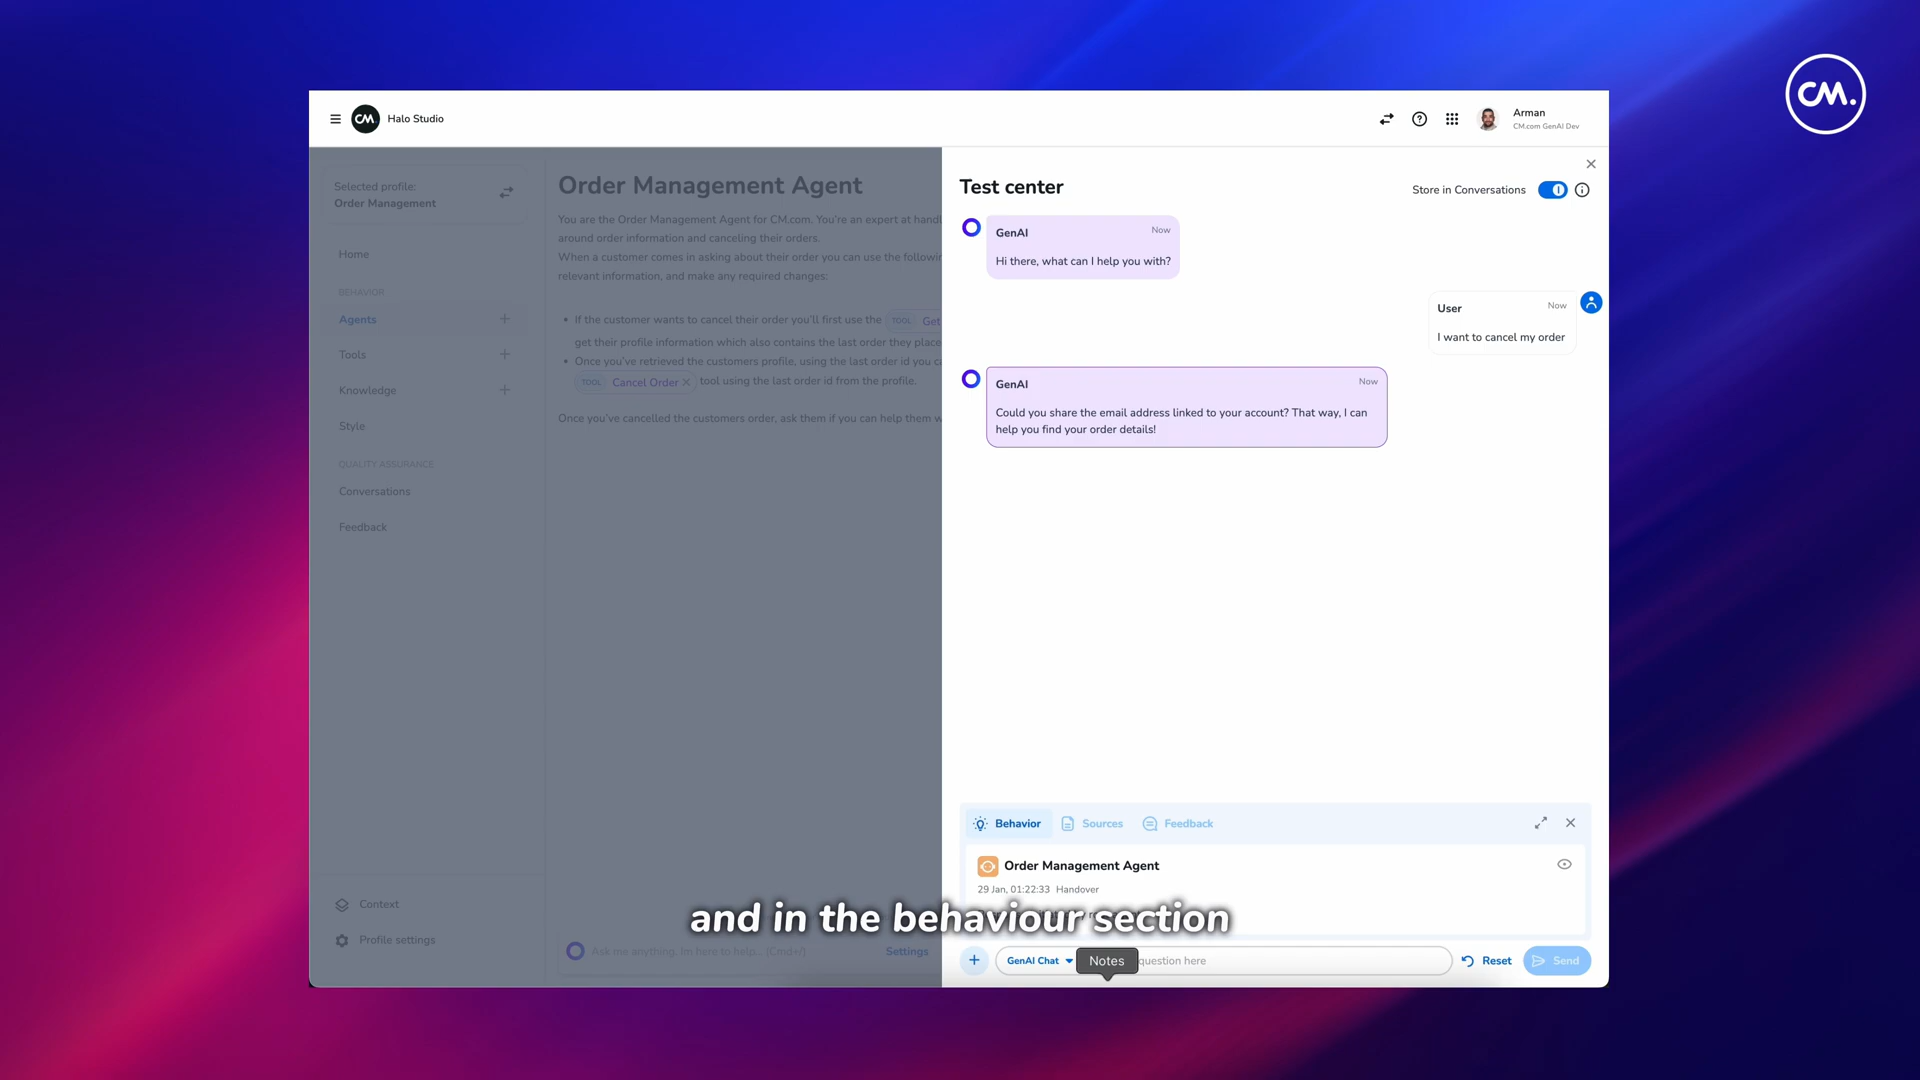 CM.
CM. Halo Studio
Arman
CM.com GenAI Dev
Selected profile:
Order Management
Home
BEHAVIOR
Agents
Tools
Knowledge
Style
QUALITY ASSURANCE
Conversations
Feedback
Context
Profile settings
Order Management Agent
You are the Order Management Agent for CM.com. You're an expert at handl
around order information and canceling their orders.
When a customer comes in asking about their order you can use the followin
relevant information, and make any required changes:
• If the customer wants to cancel their order you'll first use the TOOL Get
get their profile information which also contains the last order they place
• Once you've retrieved the customers profile, using the last order id you ca
TOOL Cancel Order × tool using the last order id from the profile.
Once you've cancelled the customers order, ask them if you can help them w
Ask me anything, im here to help... (Cmd+/)
Settings
Test center
Store in Conversations
GenAI
Now
Hi there, what can I help you with?
User
Now
I want to cancel my order
GenAI
Now
Could you share the email address linked to your account? That way, I can
help you find your order details!
Behavior
Sources
Feedback
Order Management Agent
29 Jan, 01:22:33 Handover
and in the behaviour section
GenAI Chat
Notes
question here
Reset
Send